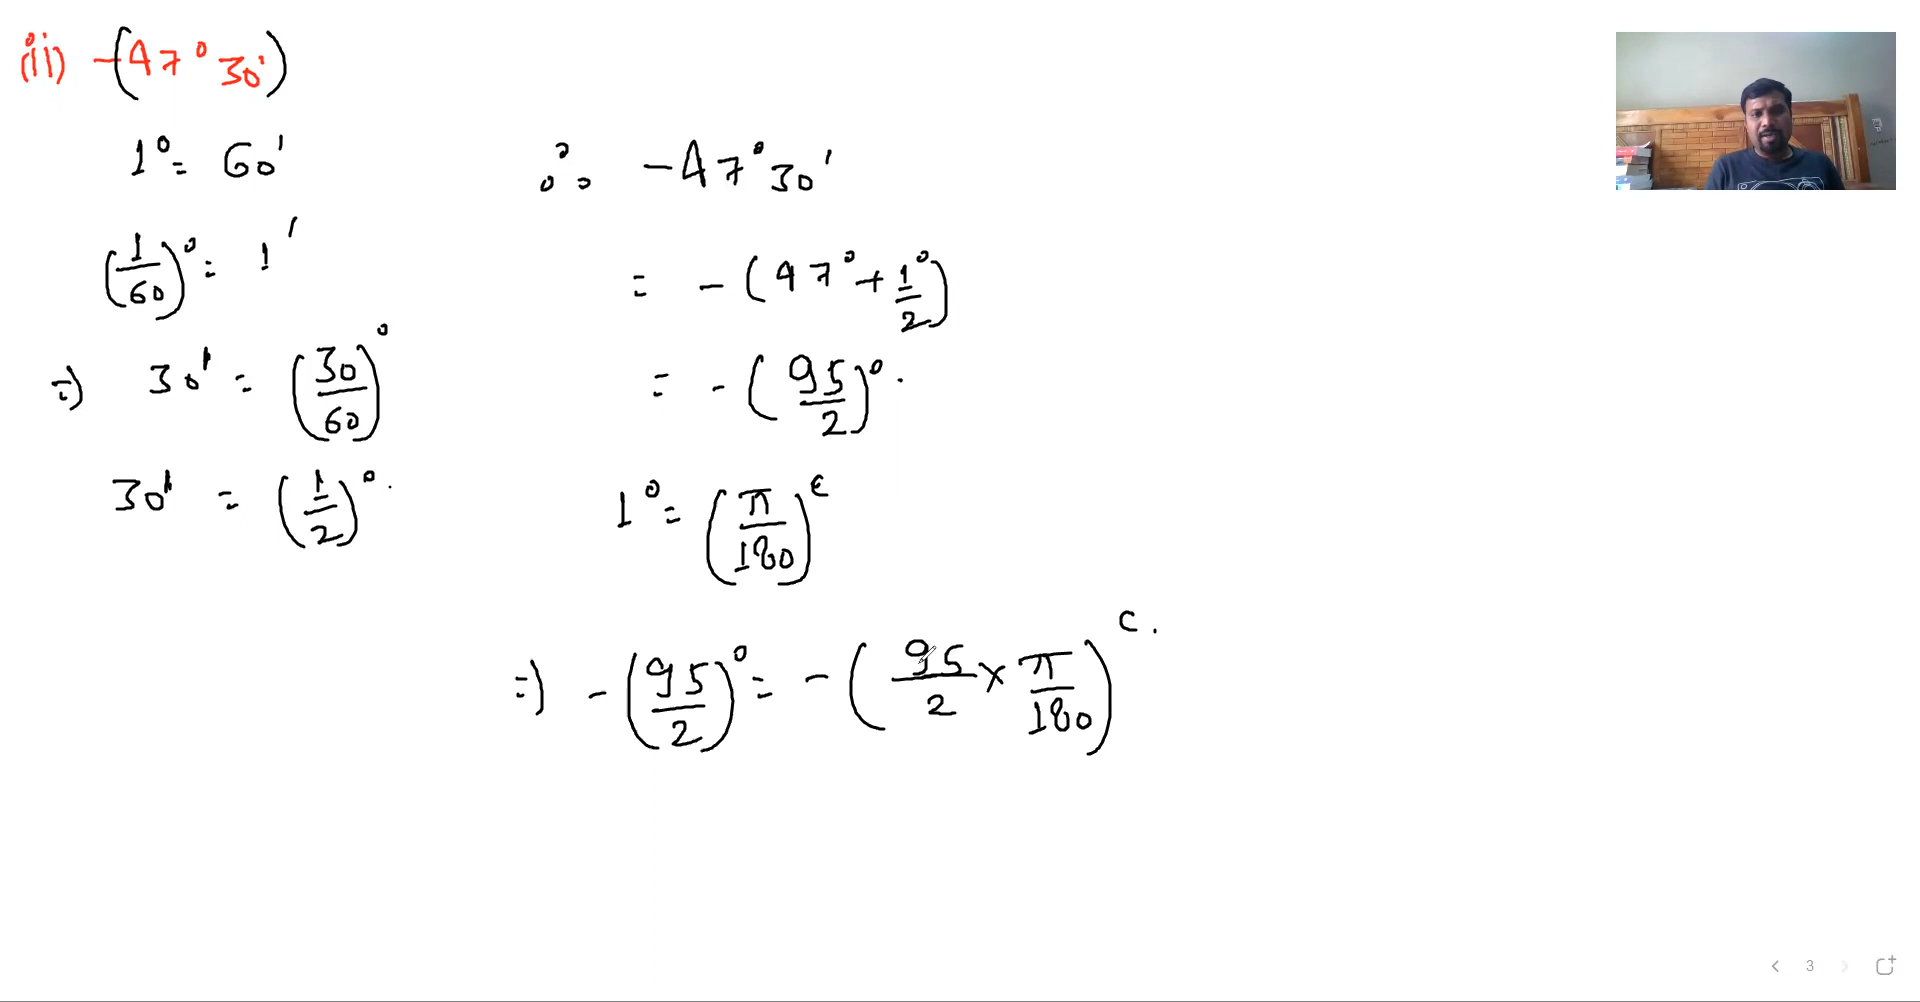 (ii) -(47° 30')
1° = 60'
(1/60)° = 1'
=) 30' = (30/60)°
30' = (1/2)°.
∴ -47° 30'
= -(47° + 1/2°)
= -(95/2)°.
1° = (π/180)^c
=) -(95/2)° = -(95/2 × π/180)^c.
3